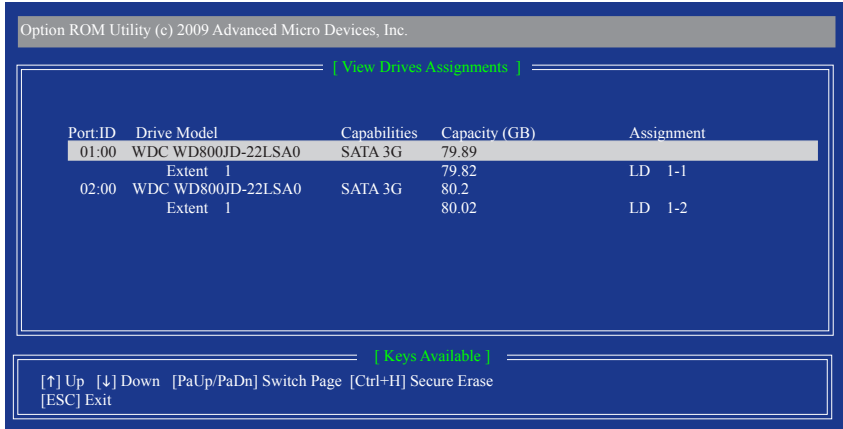 Option ROM Utility (c) 2009 Advanced Micro Devices, Inc.
[ View Drives Assignments ]
Port:ID Drive Model Capabilities Capacity (GB) Assignment
01:00 WDC WD800JD-22LSA0 SATA 3G 79.89
Extent 1 79.82 LD 1-1
02:00 WDC WD800JD-22LSA0 SATA 3G 80.2
Extent 1 80.02 LD 1-2
[ Keys Available ]
[↑] Up [↓] Down [PaUp/PaDn] Switch Page [Ctrl+H] Secure Erase
[ESC] Exit